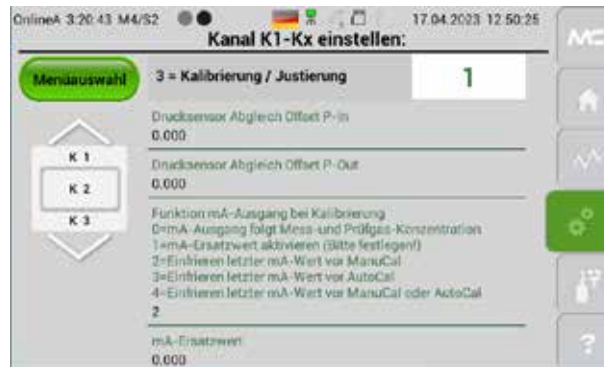 OnlineA 3.20.43 M4/S2 17.04.2023 12:50:25
Kanal K1-Kx einstellen:
Menüauswahl 3 = Kalibrierung / Justierung 1
Drucksensor Abgleich Offset P-In
0.000
Drucksensor Abgleich Offset P-Out
0.000
K 1
K 2
K 3
Funktion mA-Ausgang bei Kalibrierung
0=mA-Ausgang folgt Mess-und Prüfgas-Konzentration
1=mA-Ersatzwert aktivieren (Bitte festlegen!)
2=Einfrieren letzter mA-Wert vor ManuCal
3=Einfrieren letzter mA-Wert vor AutoCal
4=Einfrieren letzter mA-Wert vor ManuCal oder AutoCal
2
mA-Ersatzwert
0.000
?